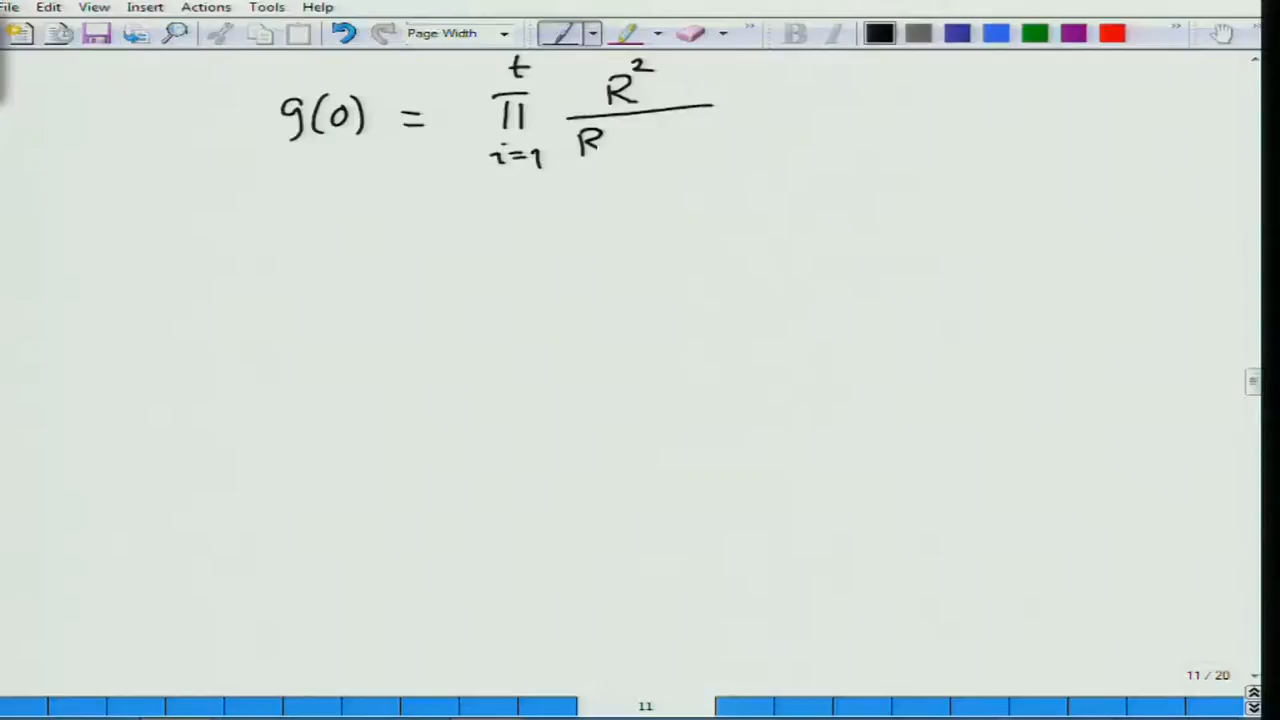 File Edit View Insert Actions Tools Help
Page Width
g(0) = t ∏ i=1 R² / R
11 / 20
11